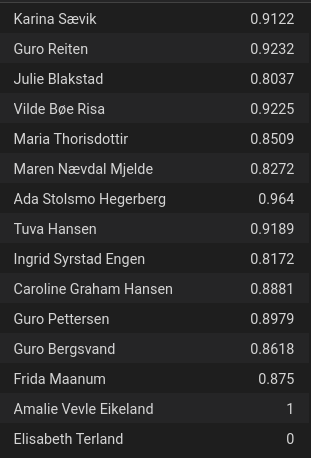 Karina Sævik 0.9122
Guro Reiten 0.9232
Julie Blakstad 0.8037
Vilde Bøe Risa 0.9225
Maria Thorisdottir 0.8509
Maren Nævdal Mjelde 0.8272
Ada Stolsmo Hegerberg 0.964
Tuva Hansen 0.9189
Ingrid Syrstad Engen 0.8172
Caroline Graham Hansen 0.8881
Guro Pettersen 0.8979
Guro Bergsvand 0.8618
Frida Maanum 0.875
Amalie Vevle Eikeland 1
Elisabeth Terland 0